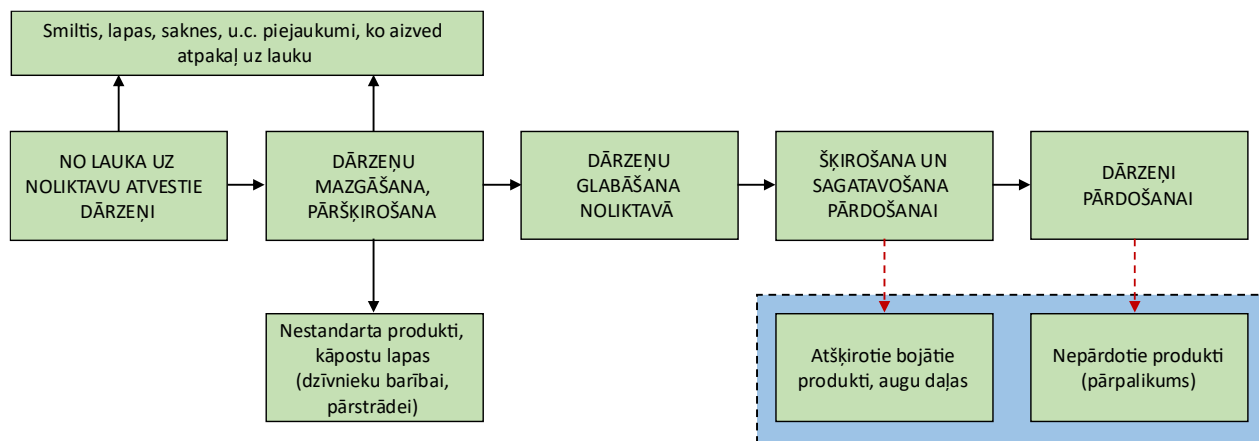 Smiltis, lapas, saknes, u.c. piejaukumi, ko aizved
atpakaļ uz lauku
NO LAUKA UZ
NOLIKTAVU ATVESTIE
DĀRZEŅI
DĀRZEŅU
MAZGĀŠANA,
PĀRŠĶIROŠANA
DĀRZEŅU
GLABĀŠANA
NOLIKTAVĀ
ŠĶIROŠANA UN
SAGATAVOŠANA
PĀRDOŠANAI
DĀRZEŅI
PĀRDOŠANAI
Nestandarta produkti,
kāpostu lapas
(dzīvnieku barībai,
pārstrādei)
Atšķirotie bojātie
produkti, augu daļas
Nepārdotie produkti
(pārpalikums)